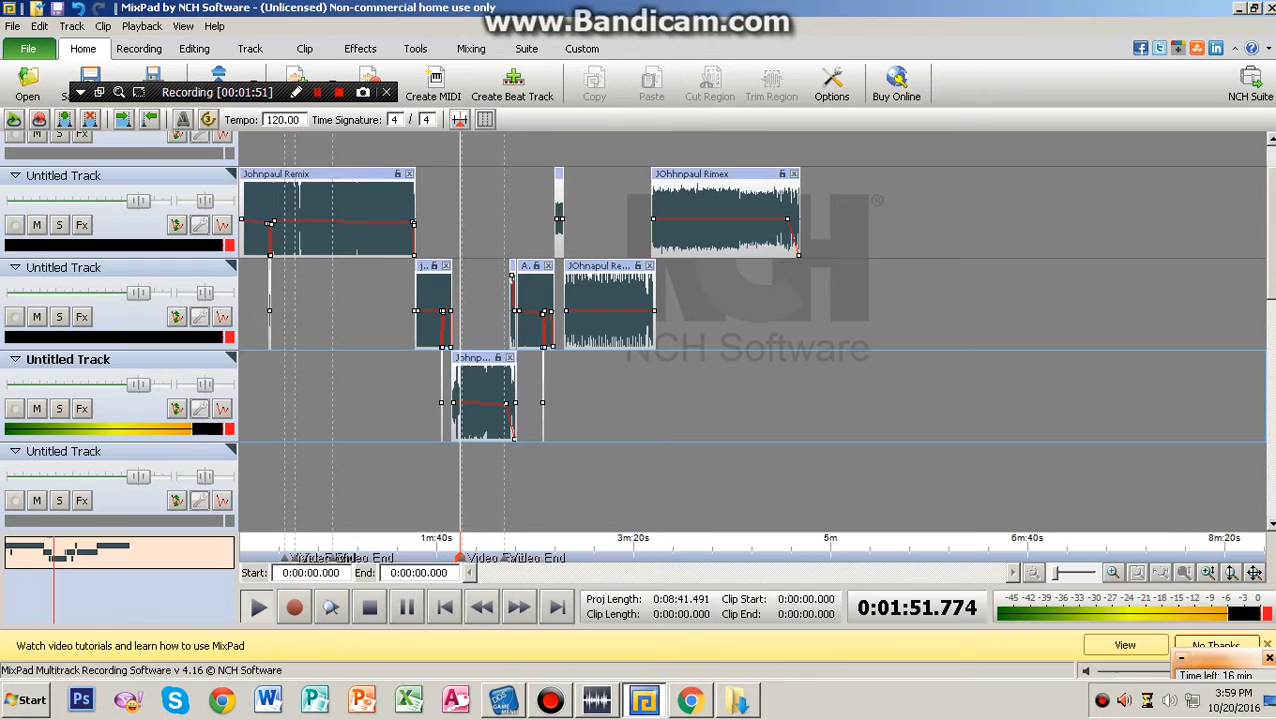 MixPad by NCH Software - (Unlicensed) Non-commercial home use only
www.Bandicam.com
File Edit Track Clip Playback View Help
File Home Recording Editing Track Clip Effects Tools Mixing Suite Custom
Recording [00:01:51]
Open Create MIDI Create Beat Track Copy Paste Cut Region Trim Region Options Buy Online NCH Suite
Tempo: 120.00 Time Signature: 4 / 4
M S Fx
Untitled Track
Johnpaul Remix
JOhhnpaul Rimex
®
M S Fx
Untitled Track
j..
A.
JOhnapul Re...
M S Fx
NCH Software
Untitled Track
Johnp...
M S Fx
Untitled Track
M S Fx
1m:40s 3m:20s 5m 6m:40s 8m:20s
Video End
Start: 0:00:00.000 End: 0:00:00.000
Proj Length: 0:08:41.491 Clip Start: 0:00:00.000
Clip Length: 0:00:00.000 Clip End: 0:00:00.000
0:01:51.774
-45 -42 -39 -36 -33 -30 -27 -24 -21 -18 -15 -12 -9 -6 -3 0
Watch video tutorials and learn how to use MixPad
View
No Thanks
MixPad Multitrack Recording Software v 4.16 © NCH Software
Time left: 16 min
Start
3:59 PM
10/20/2016